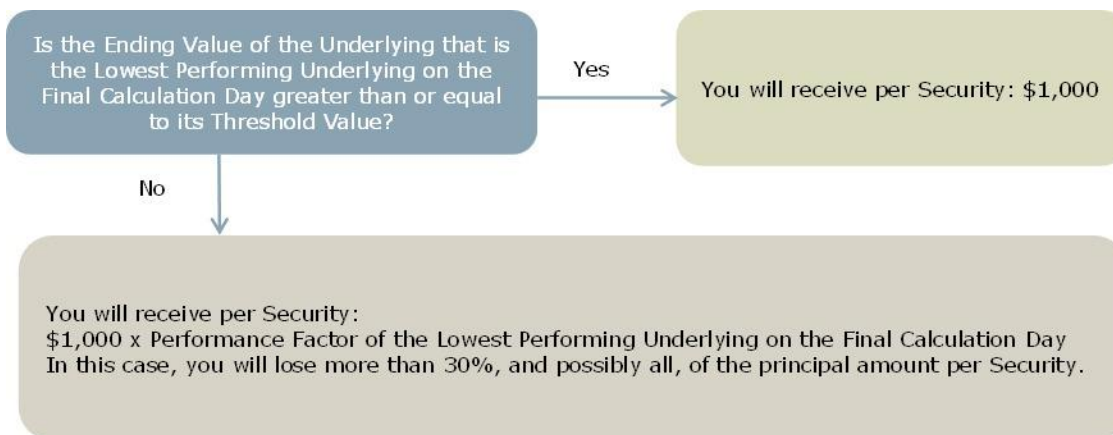 Is the Ending Value of the Underlying that is
the Lowest Performing Underlying on the
Final Calculation Day greater than or equal
to its Threshold Value?
Yes
You will receive per Security: $1,000
No
You will receive per Security:
$1,000 x Performance Factor of the Lowest Performing Underlying on the Final Calculation Day
In this case, you will lose more than 30%, and possibly all, of the principal amount per Security.